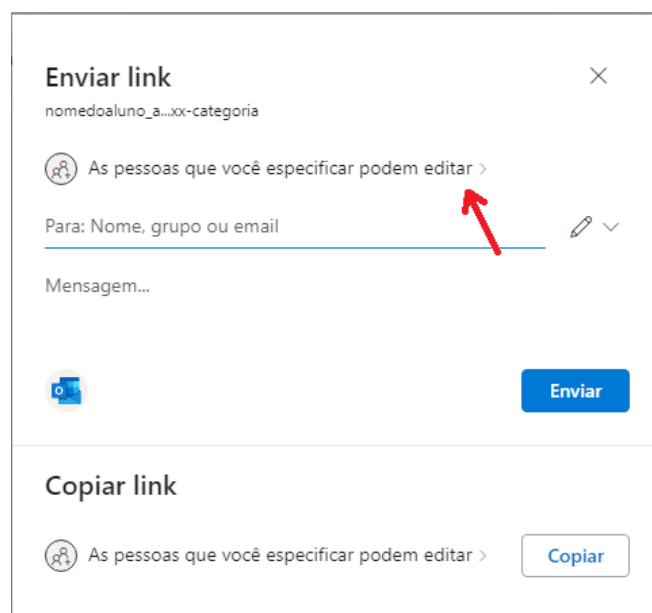 Enviar link
nomedoaluno_a...xx-categoria
As pessoas que você especificar podem editar
Para: Nome, grupo ou email
Mensagem...
Enviar
Copiar link
As pessoas que você especificar podem editar
Copiar